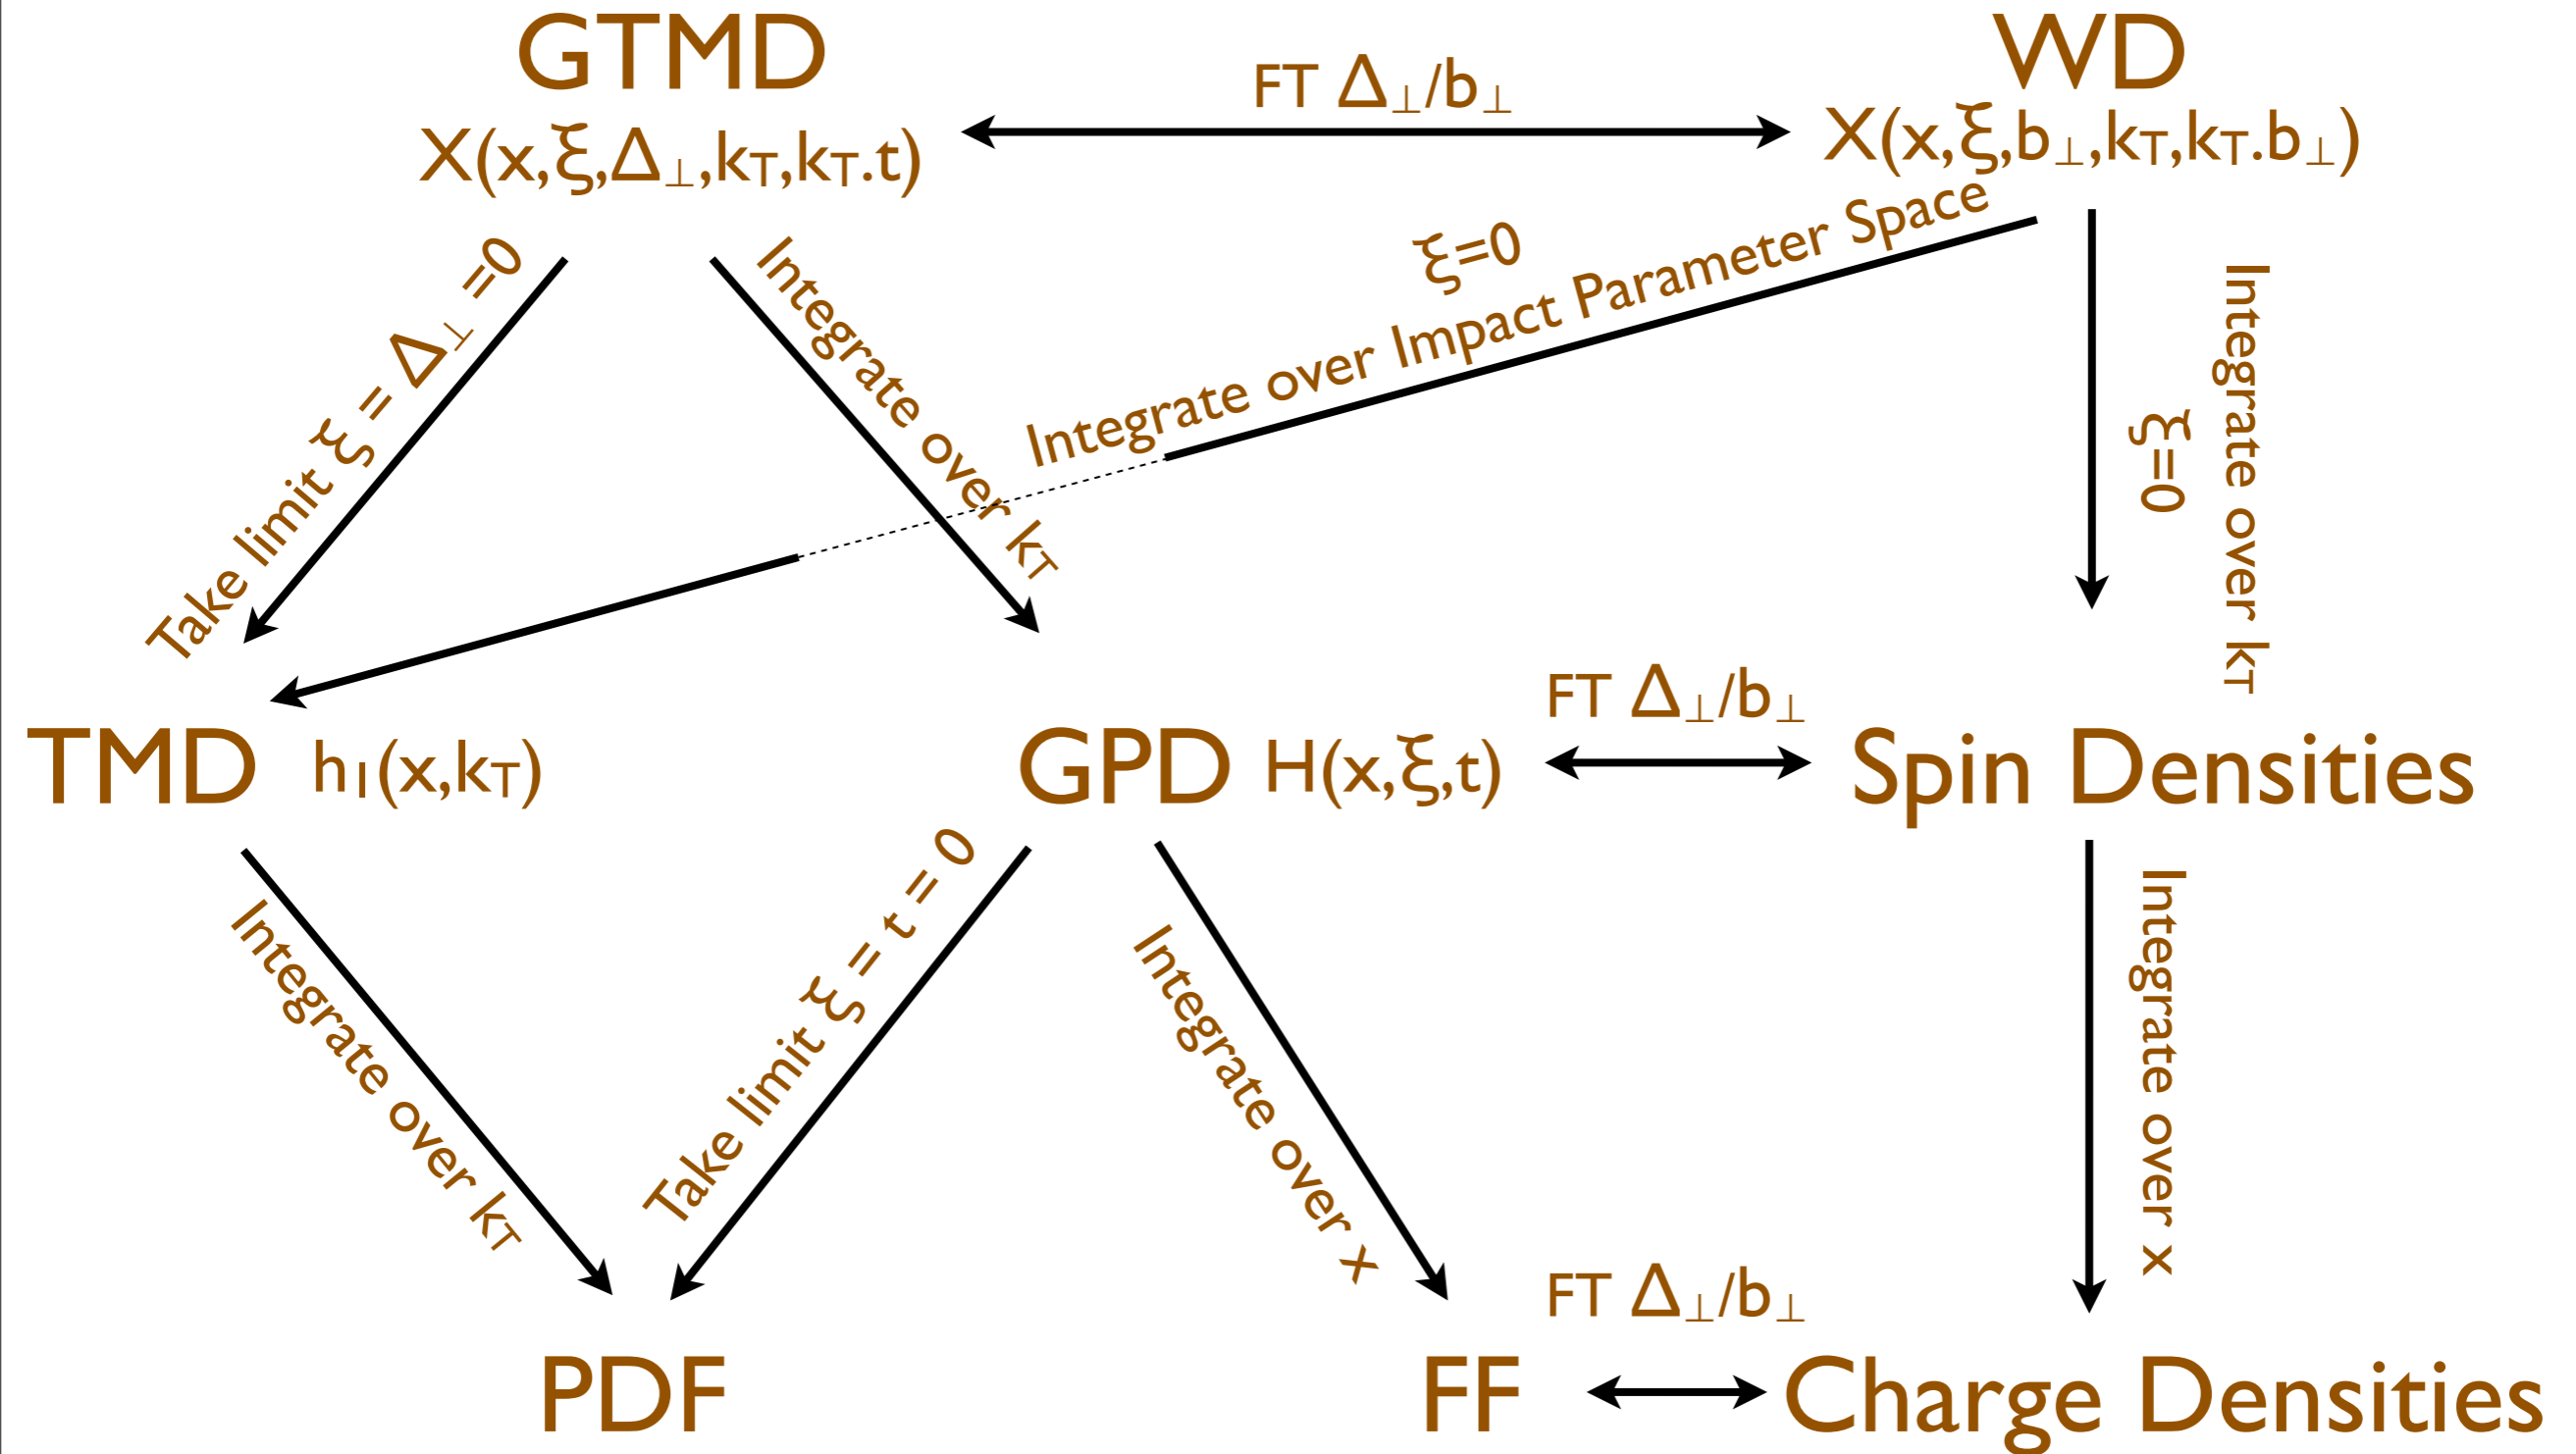 GTMD
X(x,ξ,Δ⊥,kT,kT.t)
FT Δ⊥/b⊥
WD
X(x,ξ,b⊥,kT,kT.b⊥)
Take limit ξ = Δ⊥ =0
Integrate over kT
ξ=0
Integrate over Impact Parameter Space
ξ=0
Integrate over kT
TMD h1(x,kT)
GPD H(x,ξ,t)
FT Δ⊥/b⊥
Spin Densities
Integrate over kT
Take limit ξ = t = 0
Integrate over x
Integrate over x
PDF
FF
FT Δ⊥/b⊥
Charge Densities